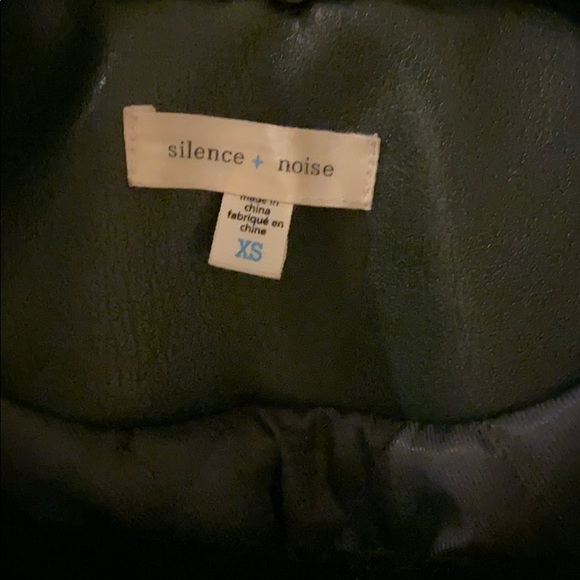 silence + noise
made in
china
fabriqué en
chine
XS